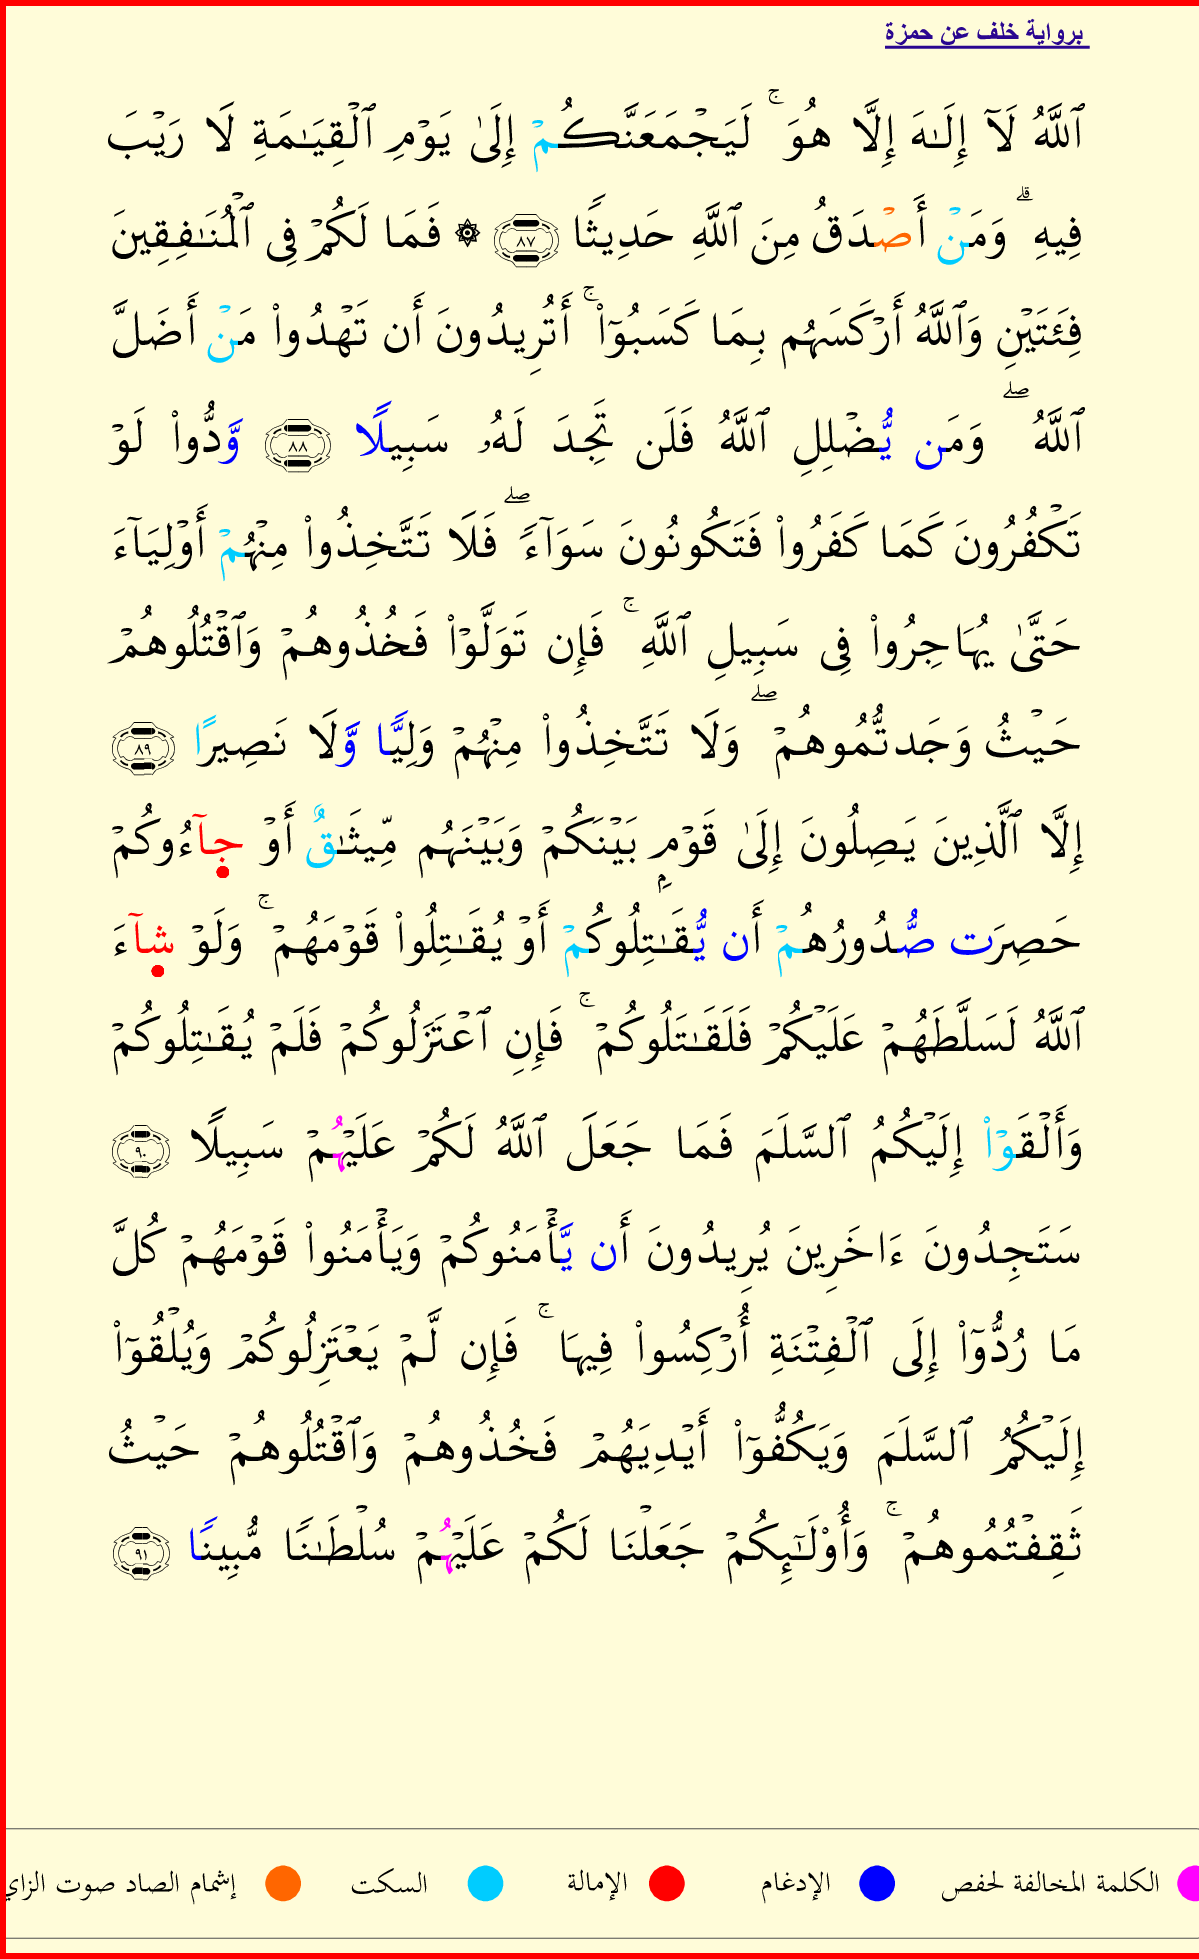 برواية خلف عن حمزة
ٱللَّهُ لَآ إِلَـٰهَ إِلَّا هُوَ ۚ لَيَجْمَعَنَّكُمْ إِلَىٰ يَوْمِ ٱلْقِيَـٰمَةِ لَا رَيْبَ
فِيهِ ۗ وَمَنْ أَصْدَقُ مِنَ ٱللَّهِ حَدِيثًا ٨٧ ۞ فَمَا لَكُمْ فِى ٱلْمُنَـٰفِقِينَ
فِئَتَيْنِ وَٱللَّهُ أَرْكَسَهُم بِمَا كَسَبُوٓا۟ ۚ أَتُرِيدُونَ أَن تَهْدُوا۟ مَنْ أَضَلَّ
ٱللَّهُ ۖ وَمَن يُّضْلِلِ ٱللَّهُ فَلَن تَجِدَ لَهُۥ سَبِيلًا ٨٨ وَّدُّوا۟ لَوْ
تَكْفُرُونَ كَمَا كَفَرُوا۟ فَتَكُونُونَ سَوَآءً ۖ فَلَا تَتَّخِذُوا۟ مِنْهُمْ أَوْلِيَآءَ
حَتَّىٰ يُهَاجِرُوا۟ فِى سَبِيلِ ٱللَّهِ ۚ فَإِن تَوَلَّوْا۟ فَخُذُوهُمْ وَٱقْتُلُوهُمْ
حَيْثُ وَجَدتُّمُوهُمْ ۖ وَلَا تَتَّخِذُوا۟ مِنْهُمْ وَلِيًّا وَّلَا نَصِيرًا ٨٩
إِلَّا ٱلَّذِينَ يَصِلُونَ إِلَىٰ قَوْمٍۭ بَيْنَكُمْ وَبَيْنَهُم مِّيثَـٰقٌ أَوْ جآءُوكُمْ
حَصِرَت صُّدُورُهُمْ أَن يُّقَـٰتِلُوكُمْ أَوْ يُقَـٰتِلُوا۟ قَوْمَهُمْ ۚ وَلَوْ شآءَ
ٱللَّهُ لَسَلَّطَهُمْ عَلَيْكُمْ فَلَقَـٰتَلُوكُمْ ۚ فَإِنِ ٱعْتَزَلُوكُمْ فَلَمْ يُقَـٰتِلُوكُمْ
وَأَلْقَوْا۟ إِلَيْكُمُ ٱلسَّلَمَ فَمَا جَعَلَ ٱللَّهُ لَكُمْ عَلَيْهُمْ سَبِيلًا ٩٠
سَتَجِدُونَ ءَاخَرِينَ يُرِيدُونَ أَن يَّأْمَنُوكُمْ وَيَأْمَنُوا۟ قَوْمَهُمْ كُلَّ
مَا رُدُّوٓا۟ إِلَى ٱلْفِتْنَةِ أُرْكِسُوا۟ فِيهَا ۚ فَإِن لَّمْ يَعْتَزِلُوكُمْ وَيُلْقُوٓا۟
إِلَيْكُمُ ٱلسَّلَمَ وَيَكُفُّوٓا۟ أَيْدِيَهُمْ فَخُذُوهُمْ وَٱقْتُلُوهُمْ حَيْثُ
ثَقِفْتُمُوهُمْ ۚ وَأُو۟لَـٰٓئِكُمْ جَعَلْنَا لَكُمْ عَلَيْهُمْ سُلْطَـٰنًا مُّبِينًا ٩١
الكلمة المخالفة لحفص الإدغام الإمالة السكت إشمام الصاد صوت الزاي